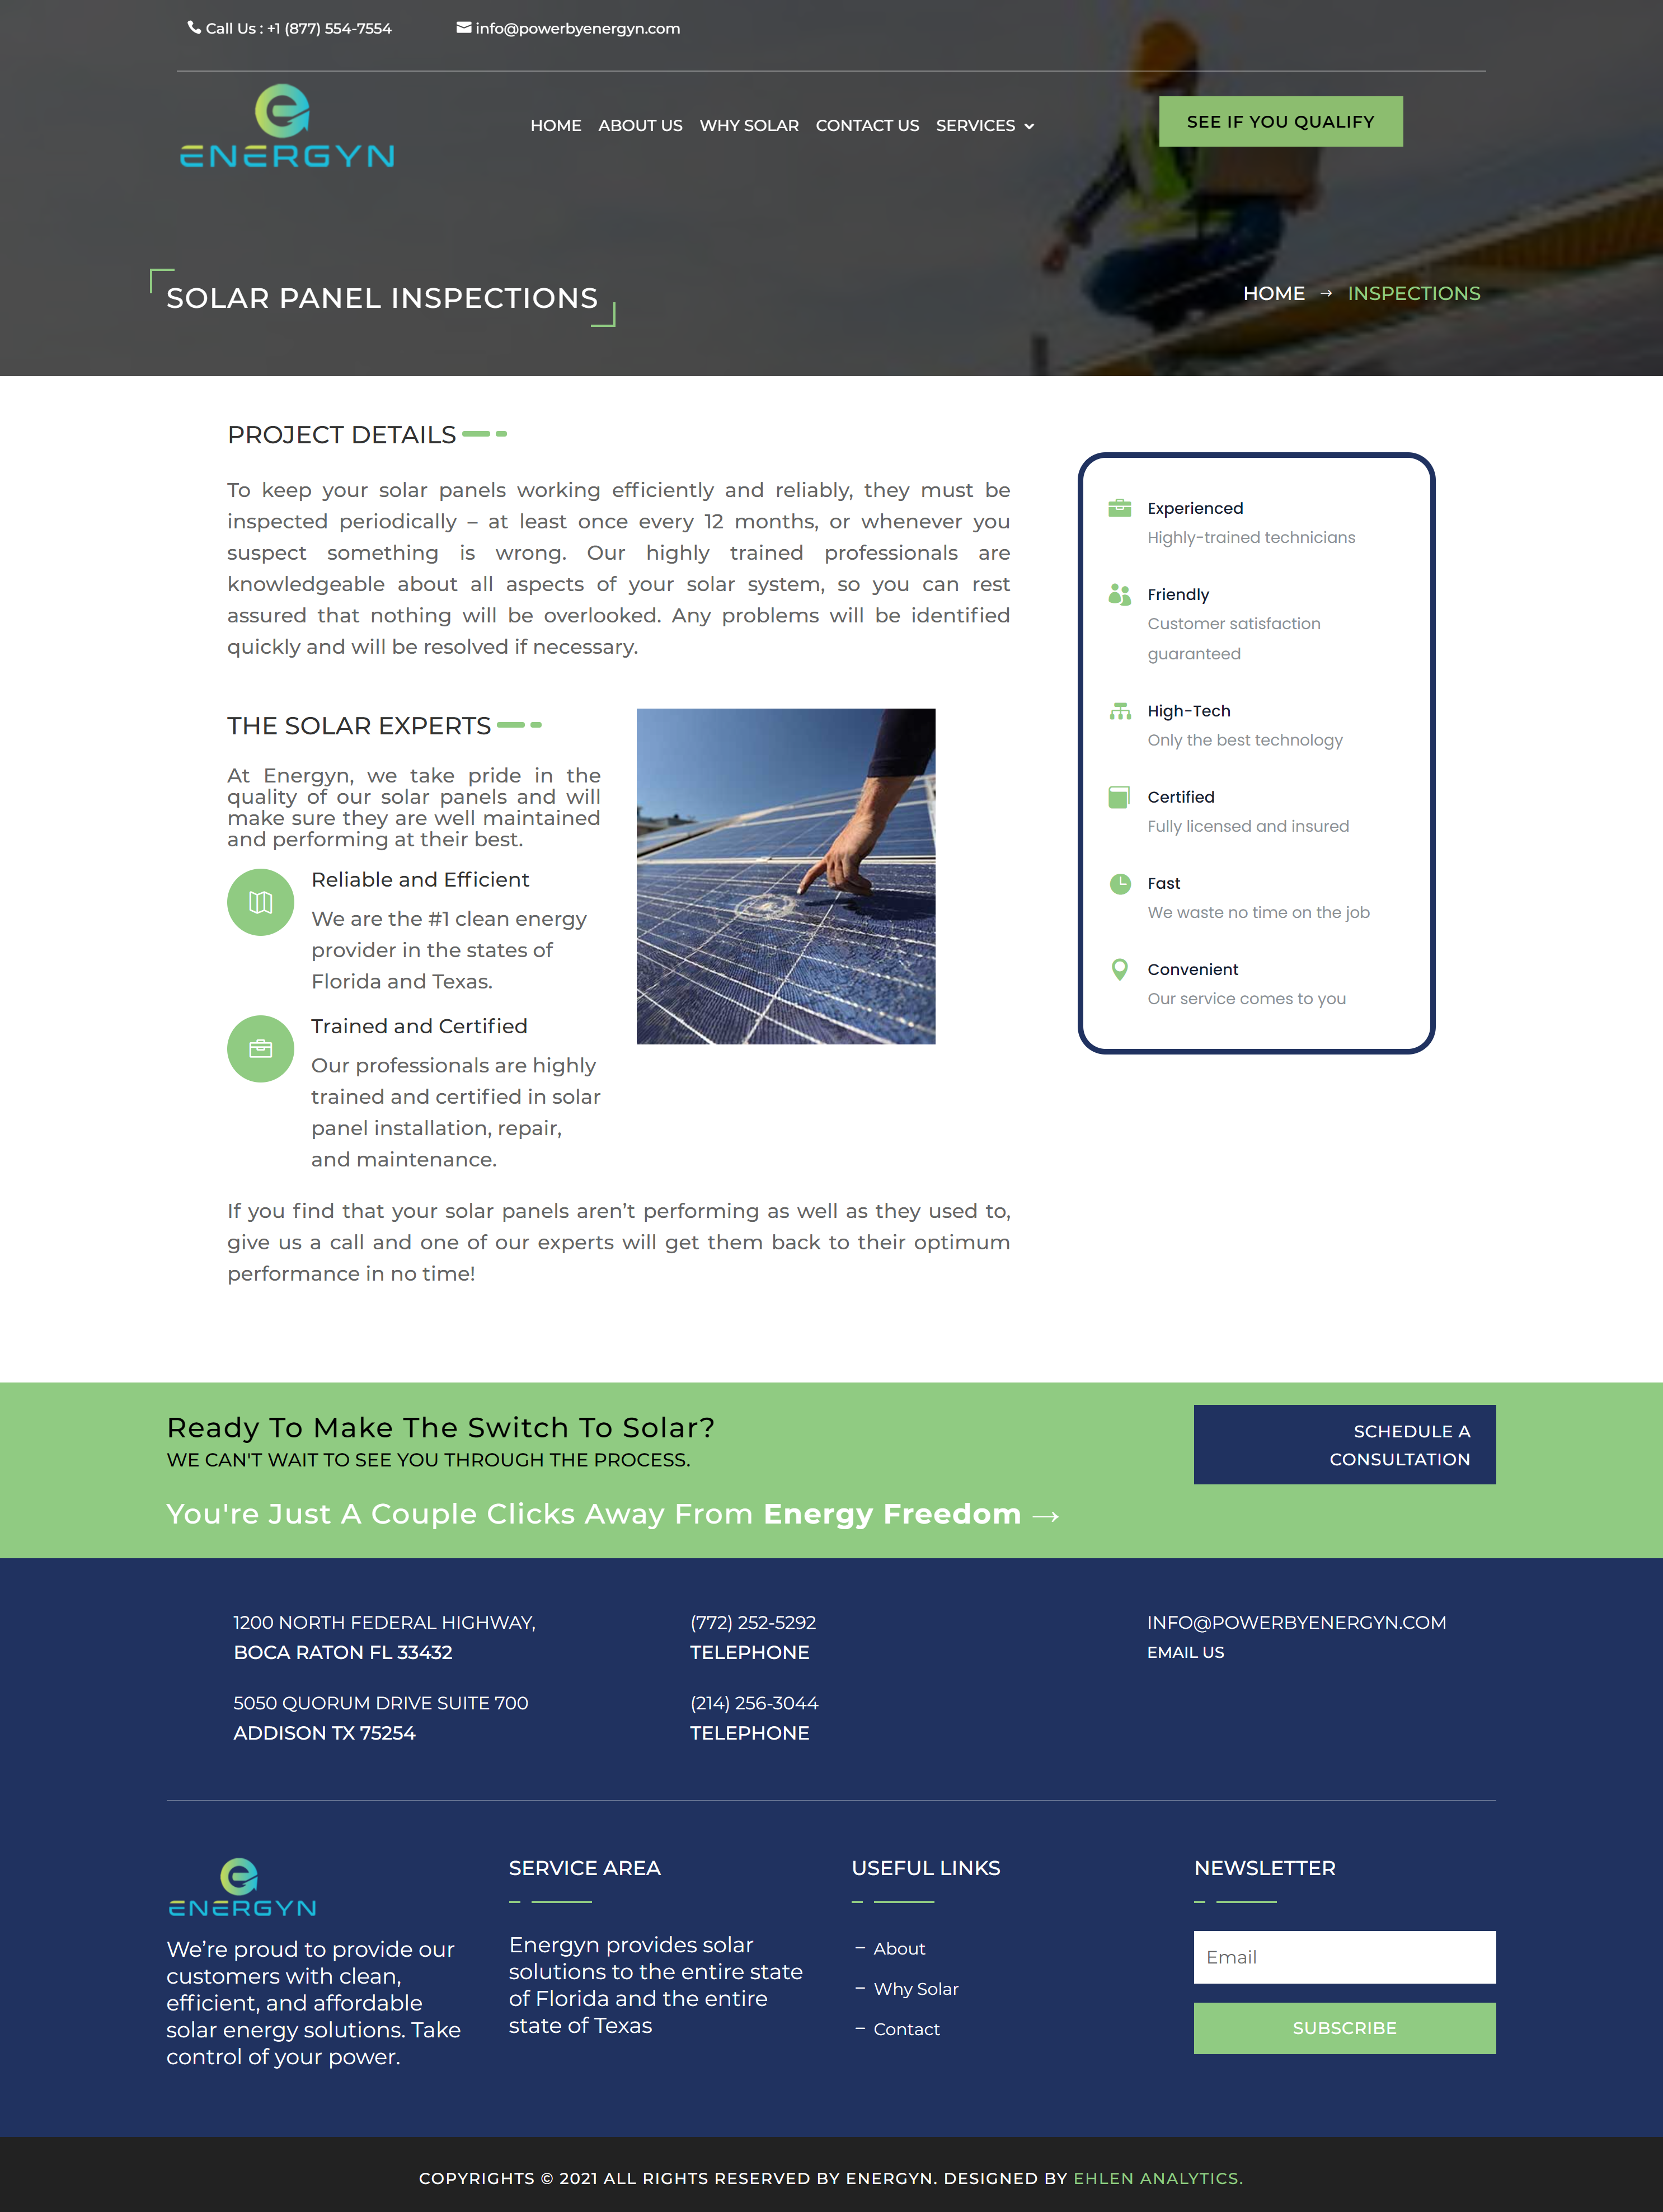 Call Us : +1 (877) 554-7554
info@powerbyenergyn.com
ENERGYN
HOME ABOUT US WHY SOLAR CONTACT US SERVICES
SEE IF YOU QUALIFY
SOLAR PANEL INSPECTIONS
HOME → INSPECTIONS
PROJECT DETAILS
To keep your solar panels working efficiently and reliably, they must be
inspected periodically – at least once every 12 months, or whenever you
suspect something is wrong. Our highly trained professionals are
knowledgeable about all aspects of your solar system, so you can rest
assured that nothing will be overlooked. Any problems will be identified
quickly and will be resolved if necessary.
THE SOLAR EXPERTS
At Energyn, we take pride in the
quality of our solar panels and will
make sure they are well maintained
and performing at their best.
Reliable and Efficient
We are the #1 clean energy
provider in the states of
Florida and Texas.
Trained and Certified
Our professionals are highly
trained and certified in solar
panel installation, repair,
and maintenance.
If you find that your solar panels aren’t performing as well as they used to,
give us a call and one of our experts will get them back to their optimum
performance in no time!
Experienced
Highly-trained technicians
Friendly
Customer satisfaction
guaranteed
High-Tech
Only the best technology
Certified
Fully licensed and insured
Fast
We waste no time on the job
Convenient
Our service comes to you
Ready To Make The Switch To Solar?
WE CAN'T WAIT TO SEE YOU THROUGH THE PROCESS.
You're Just A Couple Clicks Away From Energy Freedom →
SCHEDULE A
CONSULTATION
1200 NORTH FEDERAL HIGHWAY,
BOCA RATON FL 33432
5050 QUORUM DRIVE SUITE 700
ADDISON TX 75254
(772) 252-5292
TELEPHONE
(214) 256-3044
TELEPHONE
INFO@POWERBYENERGYN.COM
EMAIL US
ENERGYN
We’re proud to provide our
customers with clean,
efficient, and affordable
solar energy solutions. Take
control of your power.
SERVICE AREA
Energyn provides solar
solutions to the entire state
of Florida and the entire
state of Texas
USEFUL LINKS
About
Why Solar
Contact
NEWSLETTER
Email
SUBSCRIBE
COPYRIGHTS © 2021 ALL RIGHTS RESERVED BY ENERGYN. DESIGNED BY EHLEN ANALYTICS.